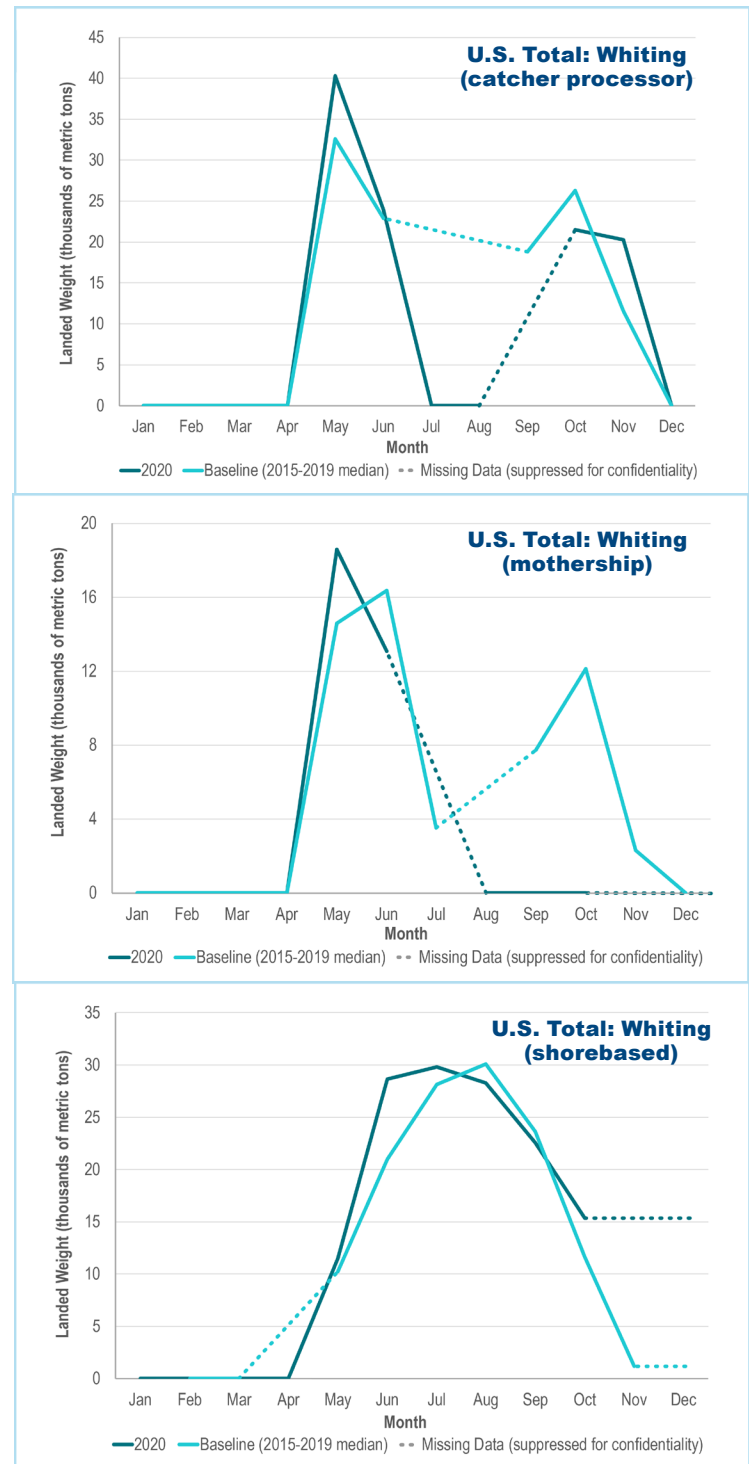 U.S. Total: Whiting
(catcher processor)
Landed Weight (thousands of metric tons)
45
40
35
30
25
20
15
10
5
0
Jan Feb Mar Apr May Jun Jul Aug Sep Oct Nov Dec
Month
2020 Baseline (2015-2019 median) Missing Data (suppressed for confidentiality)
U.S. Total: Whiting
(mothership)
Landed Weight (thousands of metric tons)
20
16
12
8
4
0
Jan Feb Mar Apr May Jun Jul Aug Sep Oct Nov Dec
Month
2020 Baseline (2015-2019 median) Missing Data (suppressed for confidentiality)
U.S. Total: Whiting
(shorebased)
Landed Weight (thousands of metric tons)
35
30
25
20
15
10
5
0
Jan Feb Mar Apr May Jun Jul Aug Sep Oct Nov Dec
Month
2020 Baseline (2015-2019 median) Missing Data (suppressed for confidentiality)